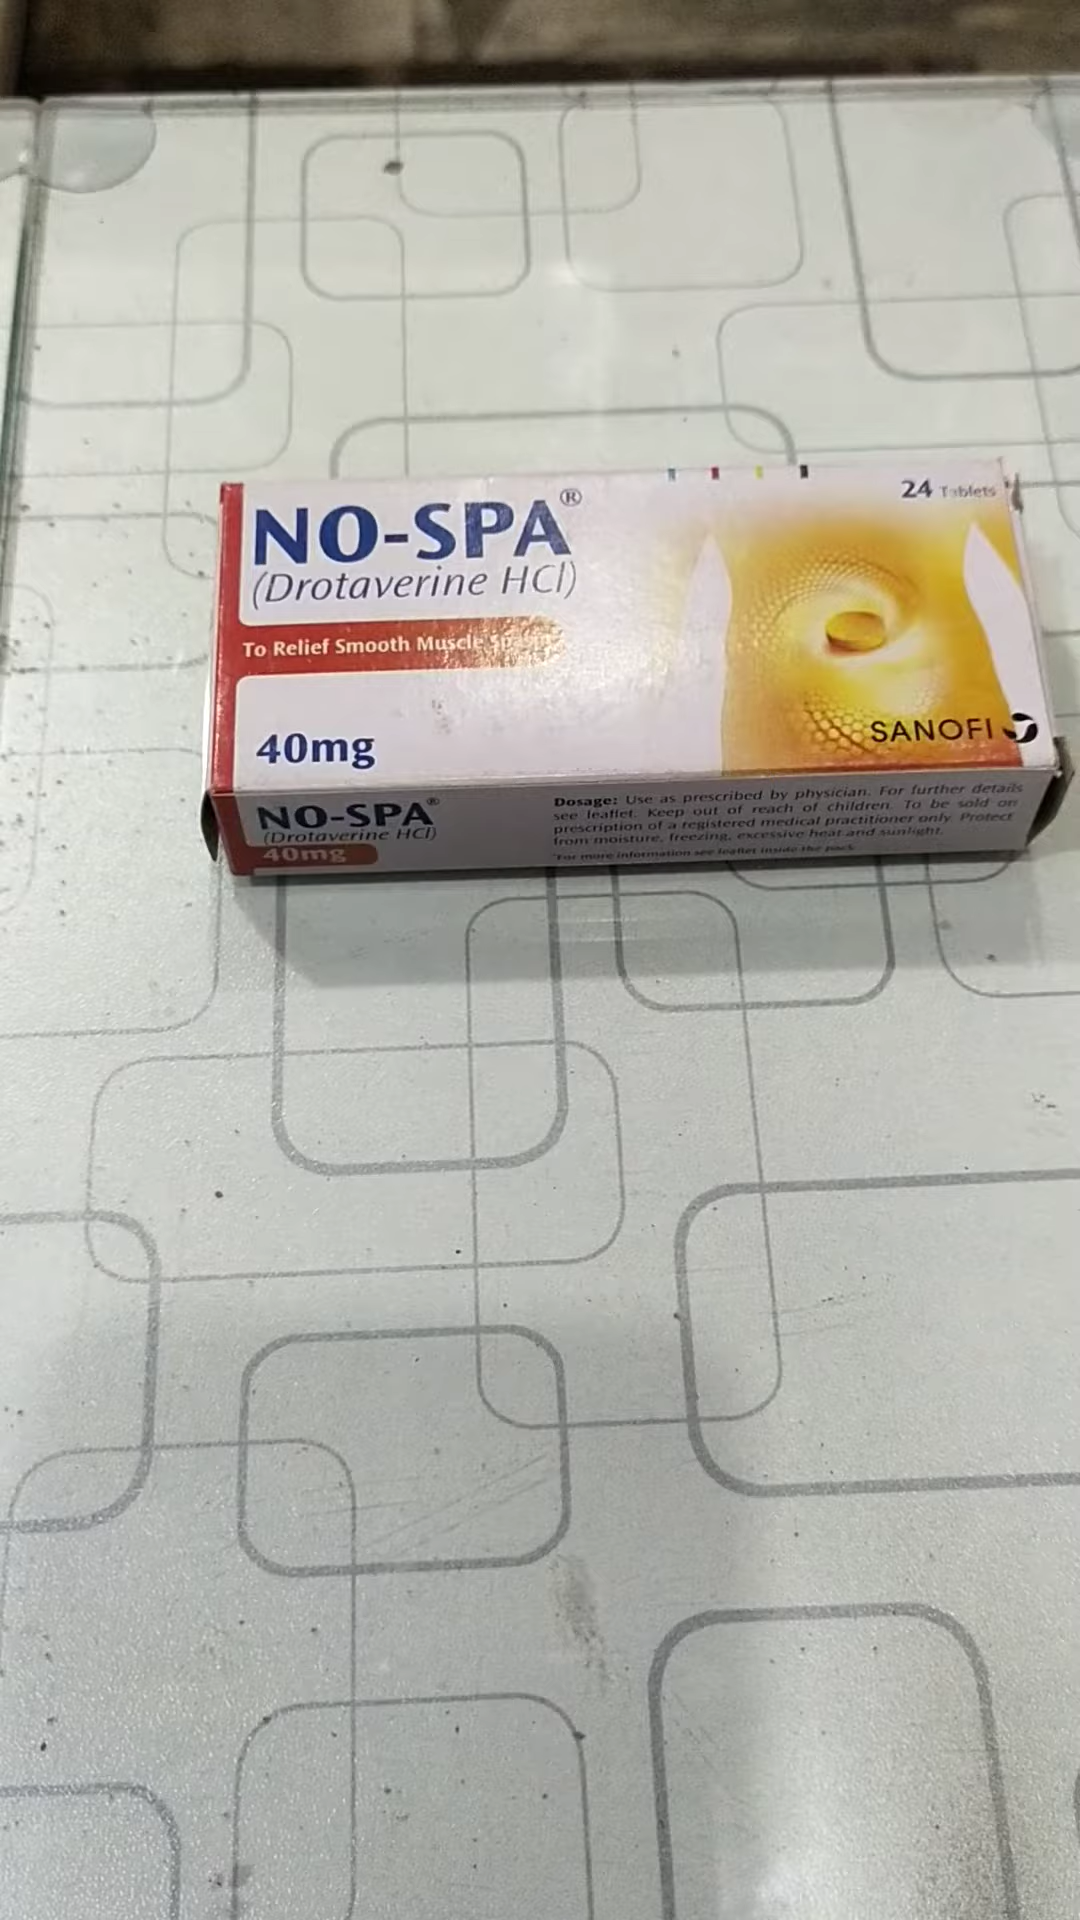 NO-SPA®
(Drotaverine HCl)
To Relief Smooth Muscle
40mg
24 Tablets
SANOFI
NO-SPA®
(Drotaverine HCl)
40mg
Dosage: Use as prescribed by physician. For further details
see leaflet. Keep out of reach of children. To be sold on
prescription of a registered medical practitioner only. Protect
from moisture, freezing, excessive heat and sunlight.
*For more information see leaflet inside the pack.